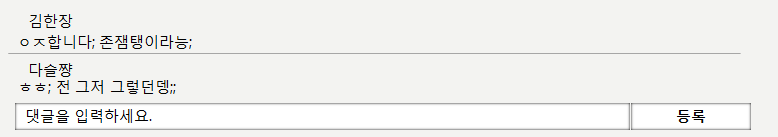 김한장
ㅇㅈ합니다; 존잼탱이라능;
다슬쨩
ㅎㅎ; 전 그저 그렇던뎅;;
댓글을 입력하세요.
등록